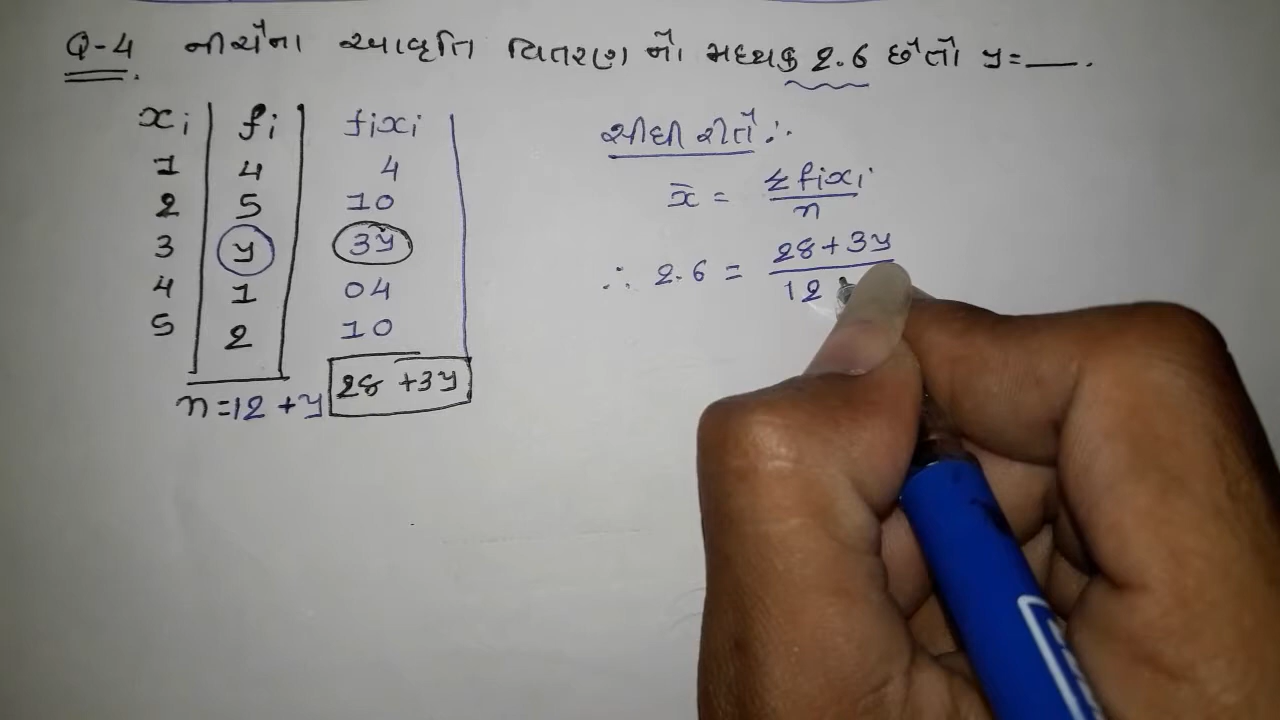 Q-4 નીચેના આવૃતિ વિતરણ નો મધ્યક 2.6 છેતો y=___.
xi fi fixi
1 4 4
2 5 10
3 y 3y
4 1 04
5 2 10
n=12+y 28+3y
સીધી રીતે :.
x̄ = Σfixi / n
∴ 2.6 = 28+3y / 12